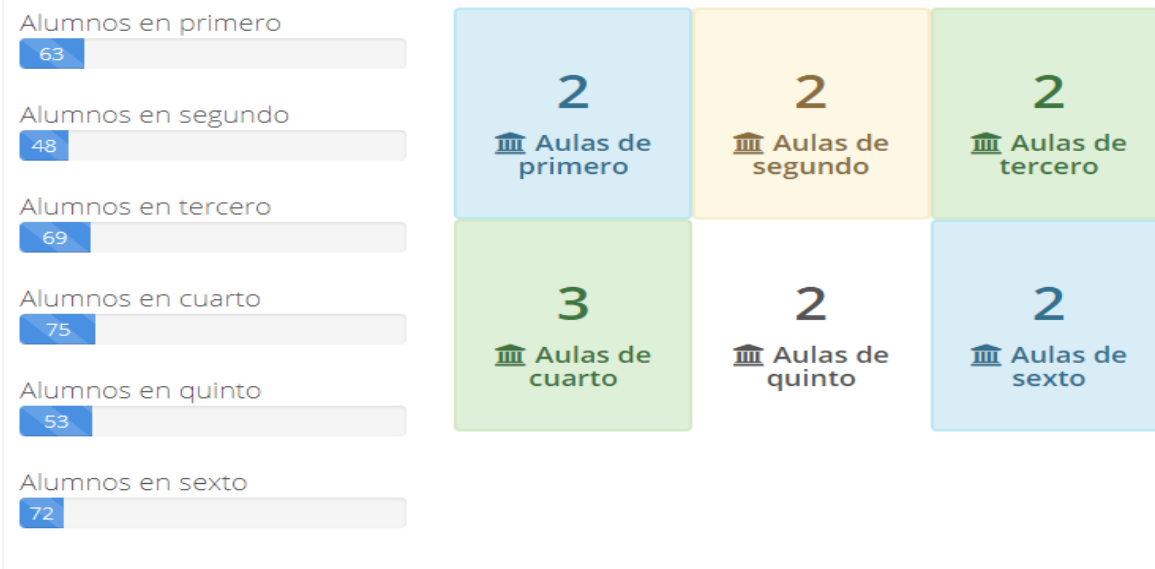 Alumnos en primero
63
Alumnos en segundo
48
Alumnos en tercero
69
Alumnos en cuarto
75
Alumnos en quinto
53
Alumnos en sexto
72
2
Aulas de
primero
2
Aulas de
segundo
2
Aulas de
tercero
3
Aulas de
cuarto
2
Aulas de
quinto
2
Aulas de
sexto